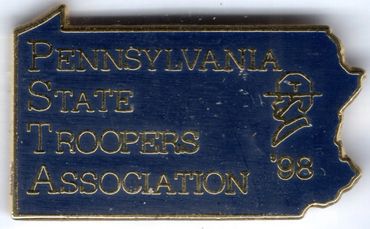 PENNSYLVANIA
STATE
TROOPERS
ASSOCIATION '98